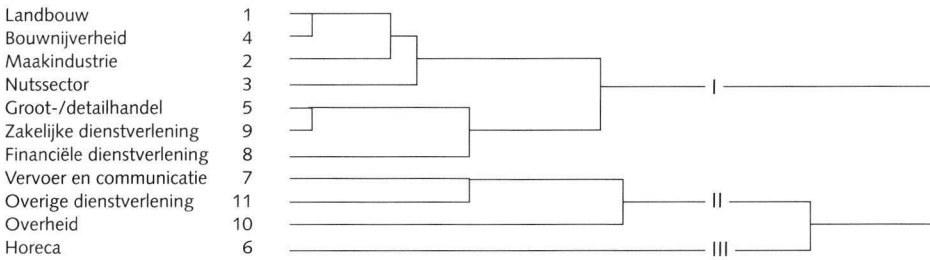 Landbouw 1
Bouwnijverheid 4
Maakindustrie 2
Nutssector 3
I
Groot-/detailhandel 5
Zakelijke dienstverlening 9
Financiële dienstverlening 8
Vervoer en communicatie 7
Overige dienstverlening 11
II
Overheid 10
Horeca 6
III